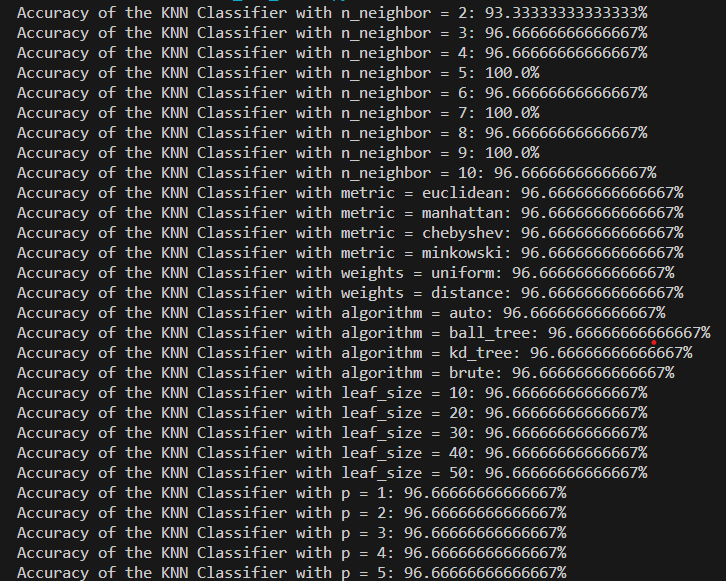 Accuracy of the KNN Classifier with n_neighbor = 2: 93.33333333333333%
Accuracy of the KNN Classifier with n_neighbor = 3: 96.66666666666667%
Accuracy of the KNN Classifier with n_neighbor = 4: 96.66666666666667%
Accuracy of the KNN Classifier with n_neighbor = 5: 100.0%
Accuracy of the KNN Classifier with n_neighbor = 6: 96.66666666666667%
Accuracy of the KNN Classifier with n_neighbor = 7: 100.0%
Accuracy of the KNN Classifier with n_neighbor = 8: 96.66666666666667%
Accuracy of the KNN Classifier with n_neighbor = 9: 100.0%
Accuracy of the KNN Classifier with n_neighbor = 10: 96.66666666666667%
Accuracy of the KNN Classifier with metric = euclidean: 96.66666666666667%
Accuracy of the KNN Classifier with metric = manhattan: 96.66666666666667%
Accuracy of the KNN Classifier with metric = chebyshev: 96.66666666666667%
Accuracy of the KNN Classifier with metric = minkowski: 96.66666666666667%
Accuracy of the KNN Classifier with weights = uniform: 96.66666666666667%
Accuracy of the KNN Classifier with weights = distance: 96.66666666666667%
Accuracy of the KNN Classifier with algorithm = auto: 96.66666666666667%
Accuracy of the KNN Classifier with algorithm = ball_tree: 96.66666666666667%
Accuracy of the KNN Classifier with algorithm = kd_tree: 96.66666666666667%
Accuracy of the KNN Classifier with algorithm = brute: 96.66666666666667%
Accuracy of the KNN Classifier with leaf_size = 10: 96.66666666666667%
Accuracy of the KNN Classifier with leaf_size = 20: 96.66666666666667%
Accuracy of the KNN Classifier with leaf_size = 30: 96.66666666666667%
Accuracy of the KNN Classifier with leaf_size = 40: 96.66666666666667%
Accuracy of the KNN Classifier with leaf_size = 50: 96.66666666666667%
Accuracy of the KNN Classifier with p = 1: 96.66666666666667%
Accuracy of the KNN Classifier with p = 2: 96.66666666666667%
Accuracy of the KNN Classifier with p = 3: 96.66666666666667%
Accuracy of the KNN Classifier with p = 4: 96.66666666666667%
Accuracy of the KNN Classifier with p = 5: 96.66666666666667%